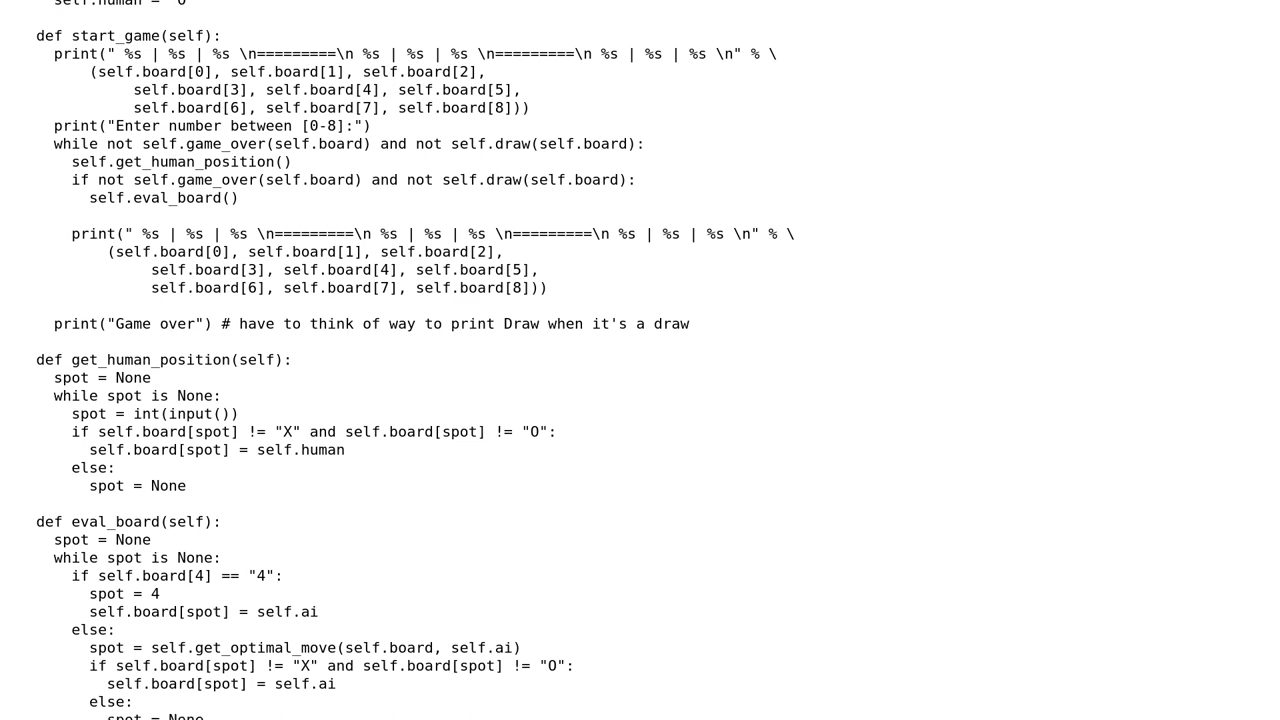 self.human = "O"

  def start_game(self):
    print(" %s | %s | %s \n=========\n %s | %s | %s \n=========\n %s | %s | %s \n" % \
        (self.board[0], self.board[1], self.board[2],
             self.board[3], self.board[4], self.board[5],
             self.board[6], self.board[7], self.board[8]))
    print("Enter number between [0-8]:")
    while not self.game_over(self.board) and not self.draw(self.board):
      self.get_human_position()
      if not self.game_over(self.board) and not self.draw(self.board):
        self.eval_board()

      print(" %s | %s | %s \n=========\n %s | %s | %s \n=========\n %s | %s | %s \n" % \
          (self.board[0], self.board[1], self.board[2],
               self.board[3], self.board[4], self.board[5],
               self.board[6], self.board[7], self.board[8]))

    print("Game over") # have to think of way to print Draw when it's a draw

  def get_human_position(self):
    spot = None
    while spot is None:
      spot = int(input())
      if self.board[spot] != "X" and self.board[spot] != "O":
        self.board[spot] = self.human
      else:
        spot = None

  def eval_board(self):
    spot = None
    while spot is None:
      if self.board[4] == "4":
        spot = 4
        self.board[spot] = self.ai
      else:
        spot = self.get_optimal_move(self.board, self.ai)
        if self.board[spot] != "X" and self.board[spot] != "O":
          self.board[spot] = self.ai
        else:
          spot = None